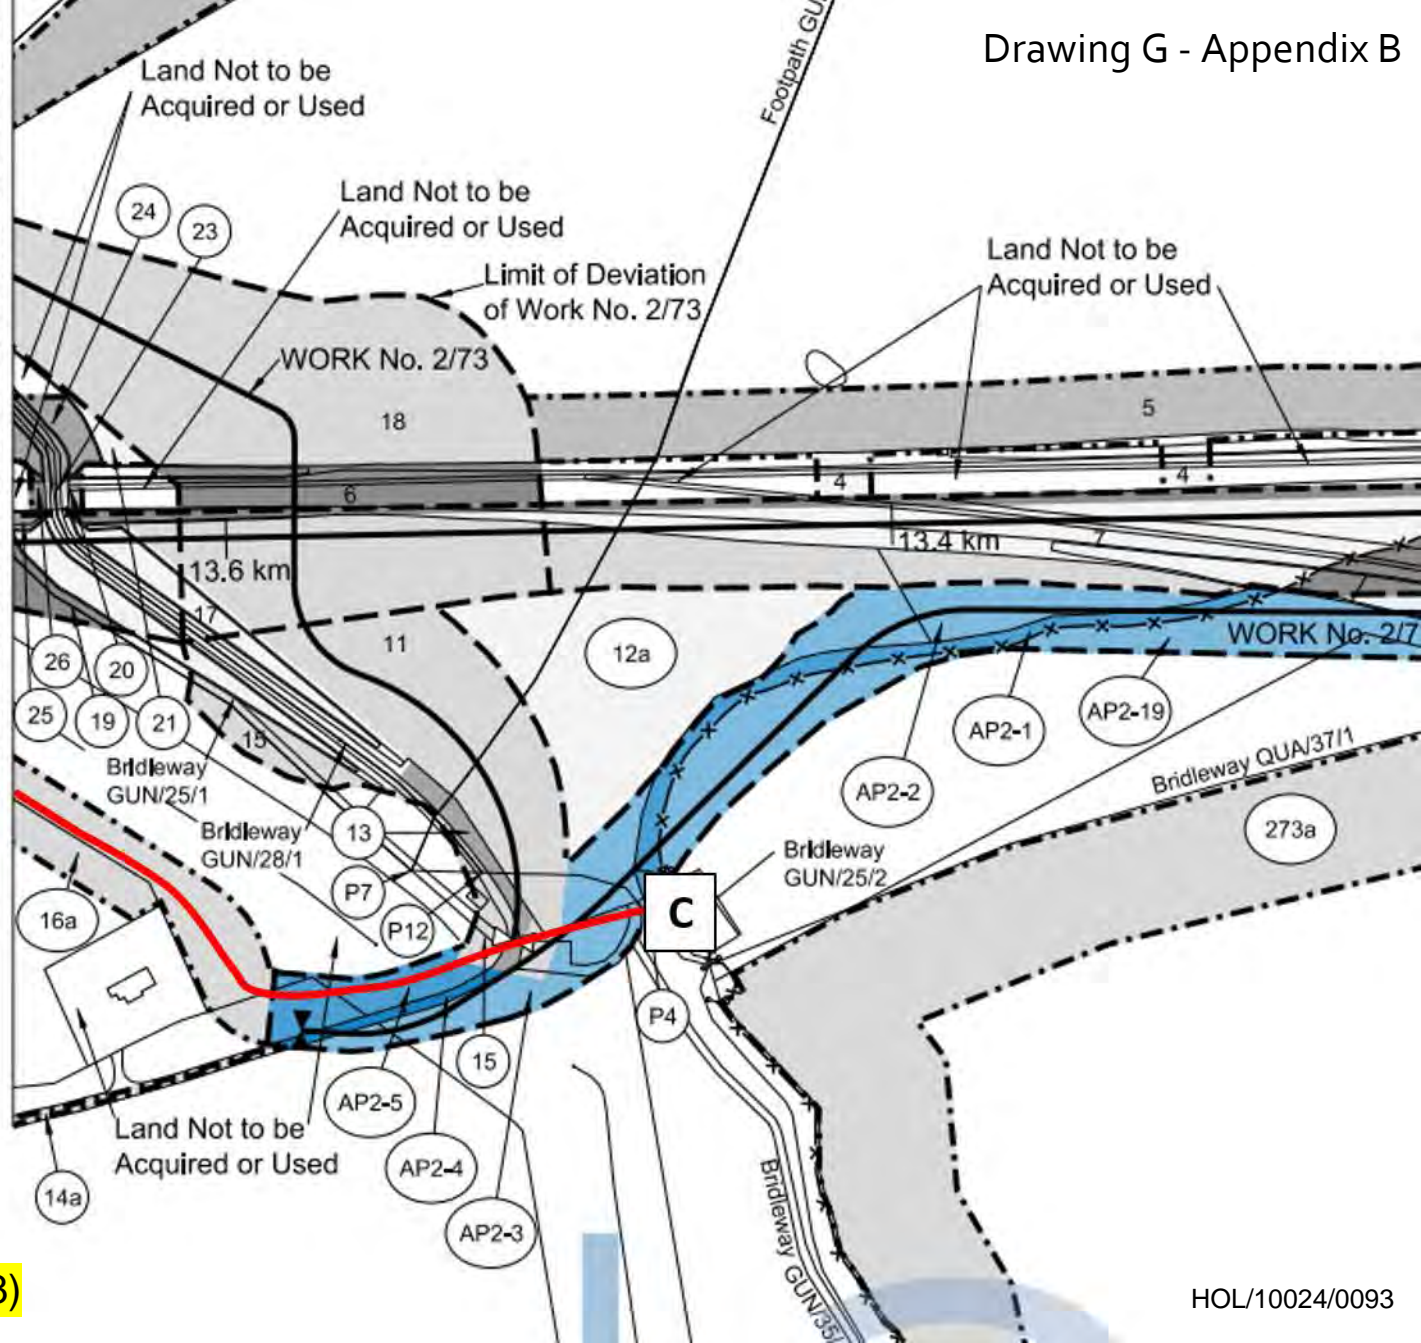 Drawing G - Appendix B
Footpath GU
Land Not to be
Acquired or Used
Land Not to be
Acquired or Used
24
23
Land Not to be
Acquired or Used
Limit of Deviation
of Work No. 2/73
WORK No. 2/73
18
5
6
4
4
13.6 km
13.4 km
7
17
11
12a
WORK No. 2/7
26
20
25
19
21
15
AP2-1
AP2-19
AP2-2
Bridleway QUA/37/1
273a
Bridleway
GUN/25/1
Bridleway
GUN/28/1
13
P7
P12
Bridleway
GUN/25/2
C
16a
P4
15
AP2-5
AP2-4
AP2-3
Land Not to be
Acquired or Used
14a
Bridleway GUN/35/
3)
HOL/10024/0093